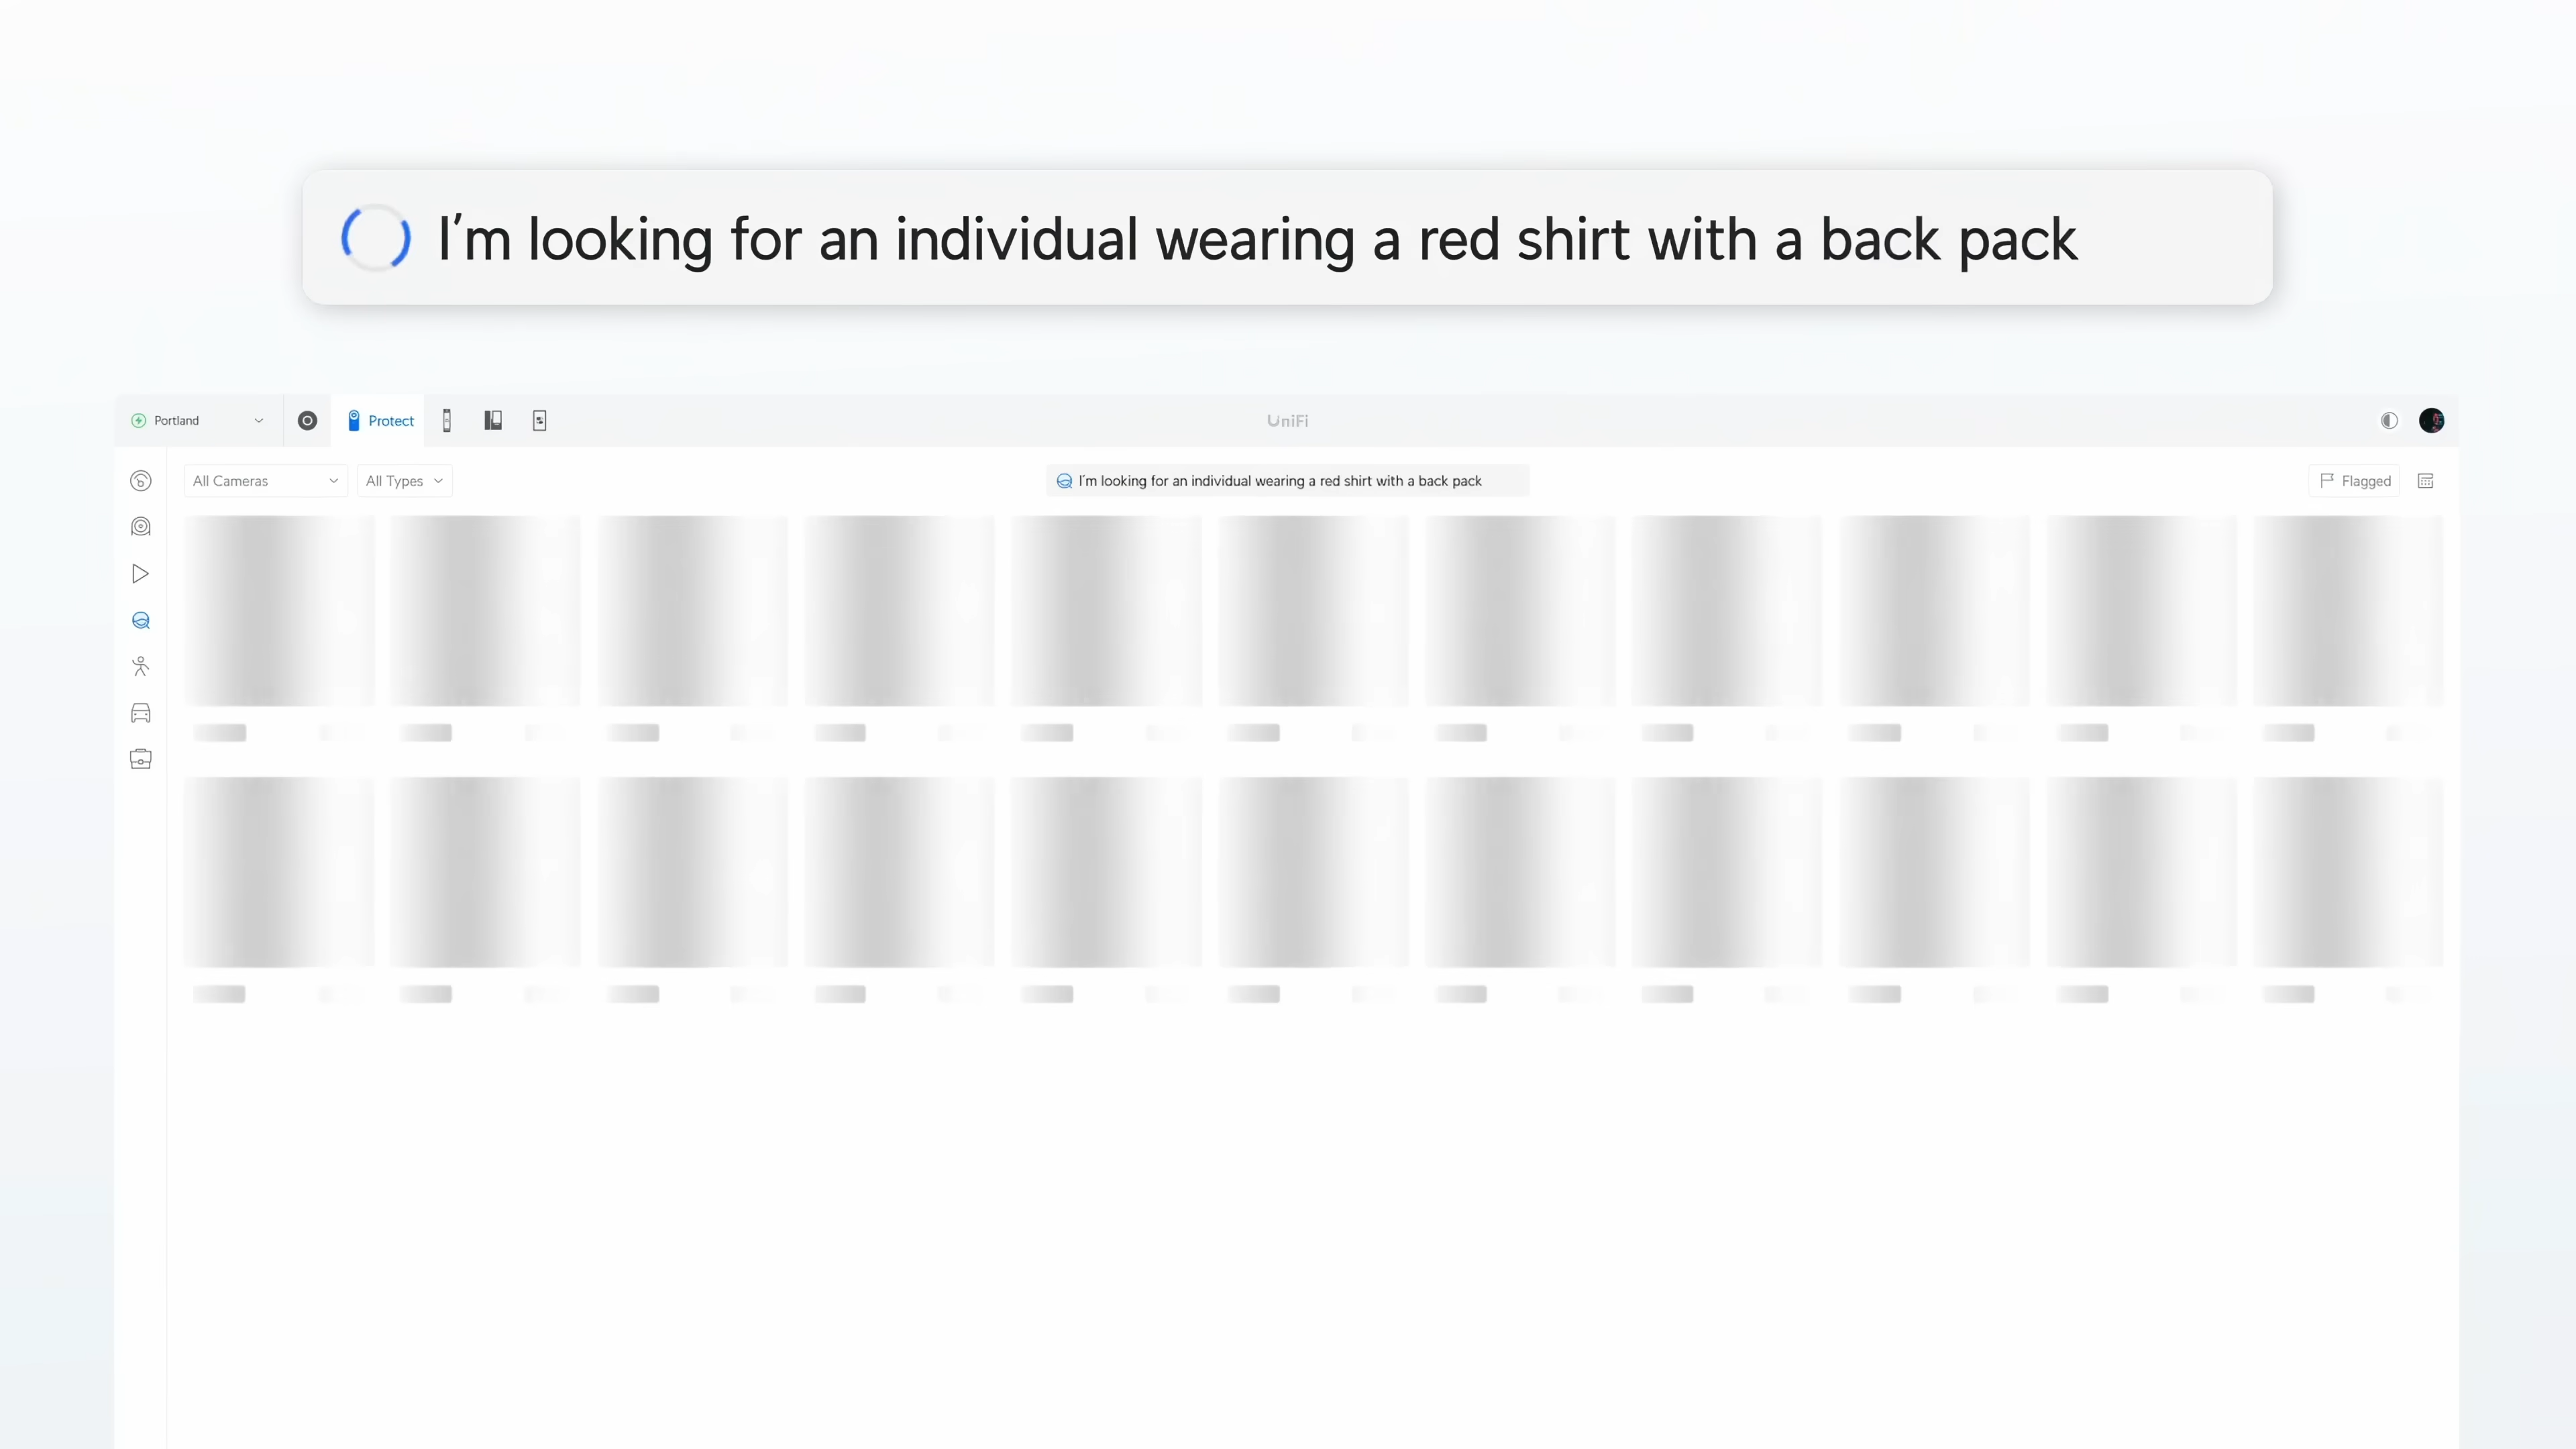 I'm looking for an individual wearing a red shirt with a back pack
Portland
Protect
UniFi
All Cameras
All Types
I'm looking for an individual wearing a red shirt with a back pack
Flagged